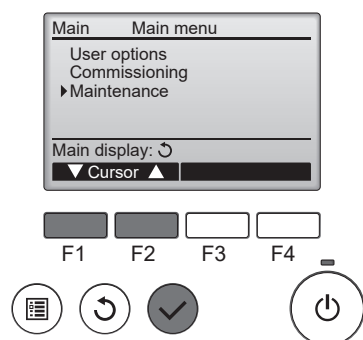 Main Main menu
User options
Commissioning
Maintenance
Main display:
Cursor
F1 F2 F3 F4